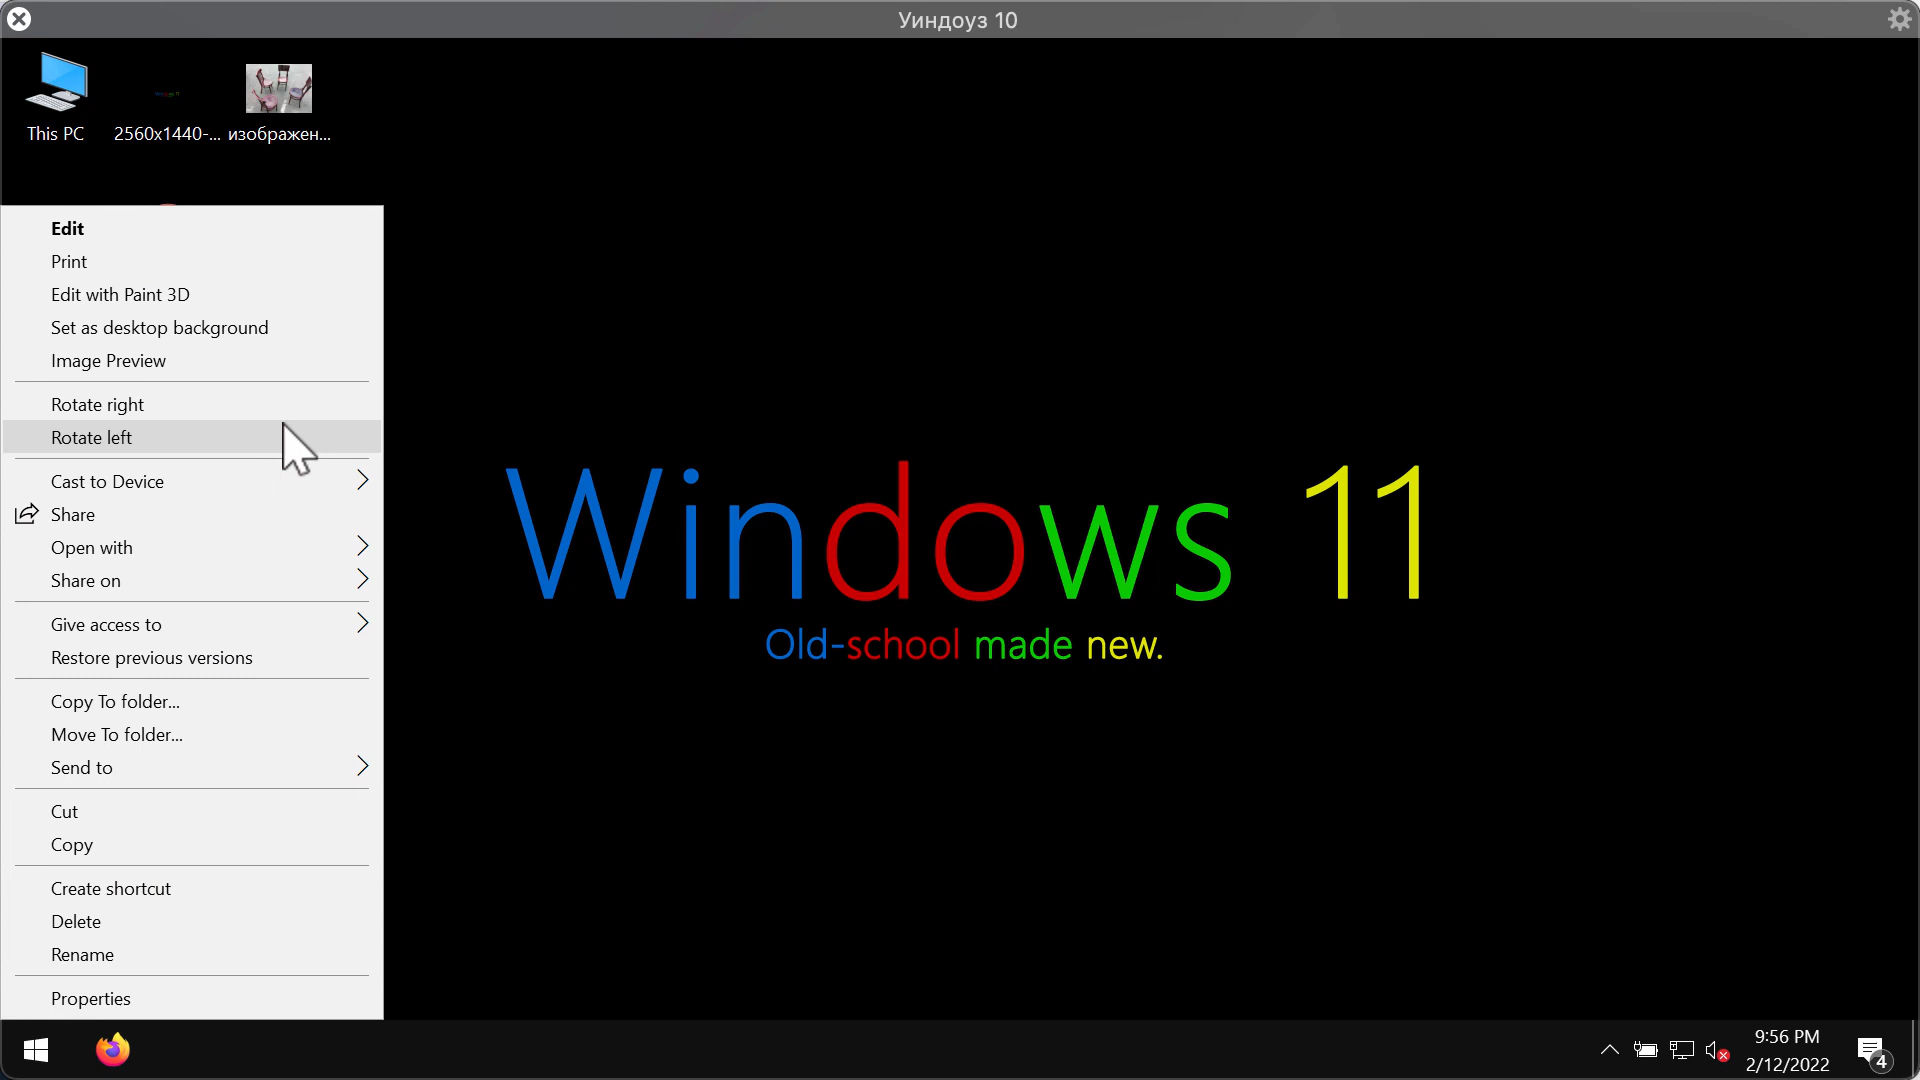 Уиндоуз 10
This PC
2560x1440-...
изображен...
Edit
Print
Edit with Paint 3D
Set as desktop background
Image Preview
Rotate right
Rotate left
Cast to Device
Share
Open with
Share on
Give access to
Restore previous versions
Copy To folder...
Move To folder...
Send to
Cut
Copy
Create shortcut
Delete
Rename
Properties
Windows 11
Old-school made new.
9:56 PM
2/12/2022
4